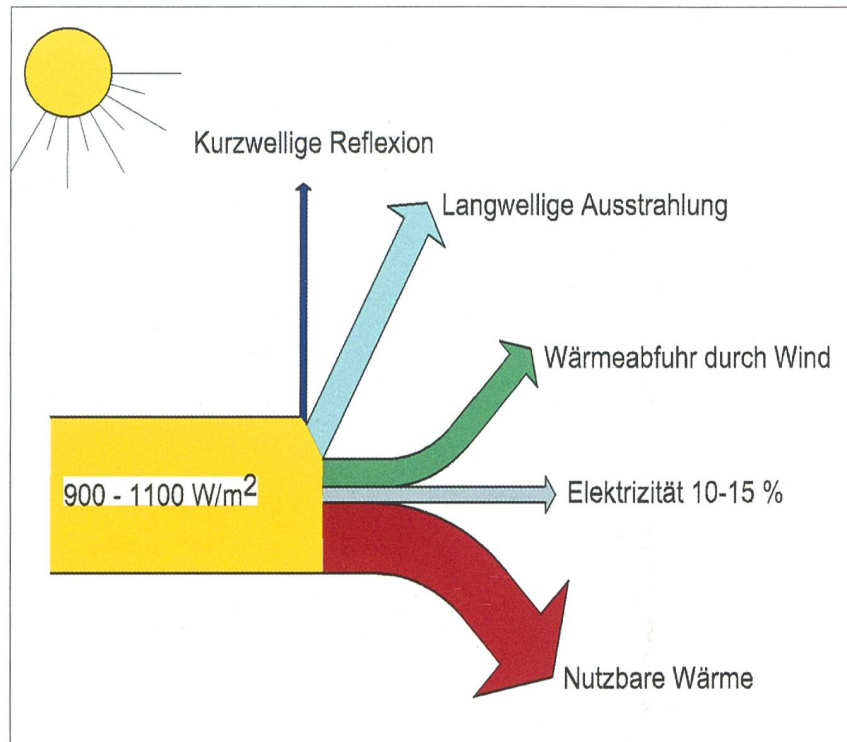 Kurzwellige Reflexion
Langwellige Ausstrahlung
Wärmeabfuhr durch Wind
900 - 1100 W/m²
Elektrizität 10-15 %
Nutzbare Wärme